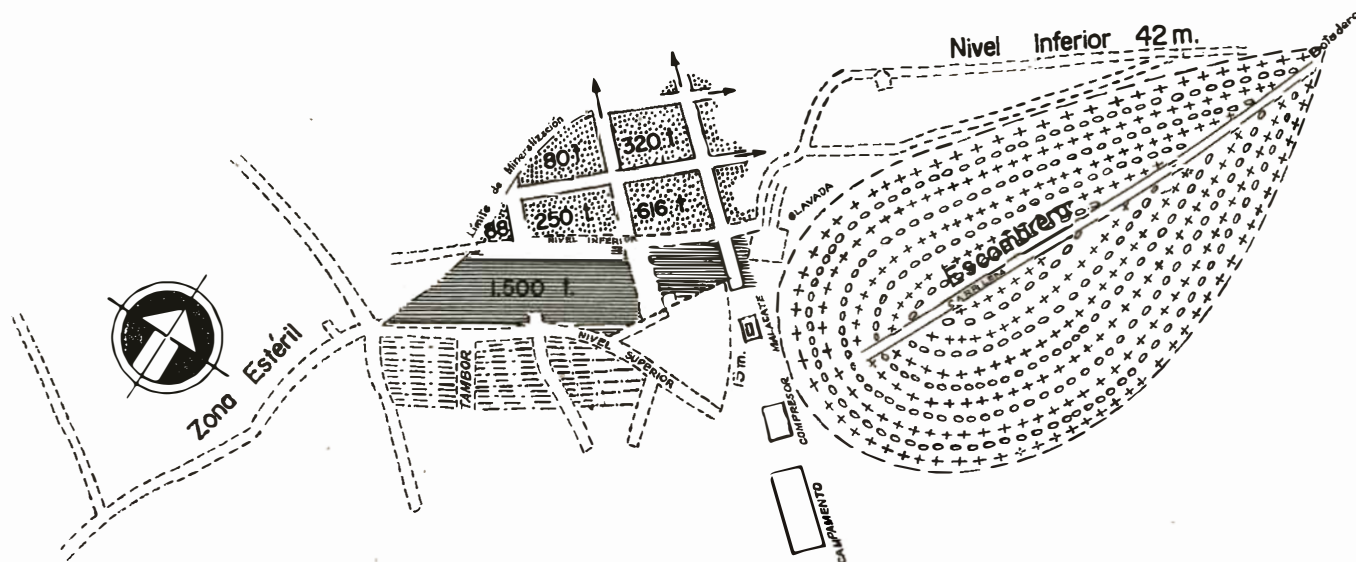 Nivel Inferior 42 m.
Botadero
Límite de Mineralización
80 t.
320 t.
88
250 t.
616 t.
LAVADA
NIVEL INFERIOR
Escombrera
CARRILERA
1.500 t.
MALACATE
Zona Estéril
TAMBOR
NIVEL SUPERIOR
15 m.
COMPRESOR
CAMPAMENTO